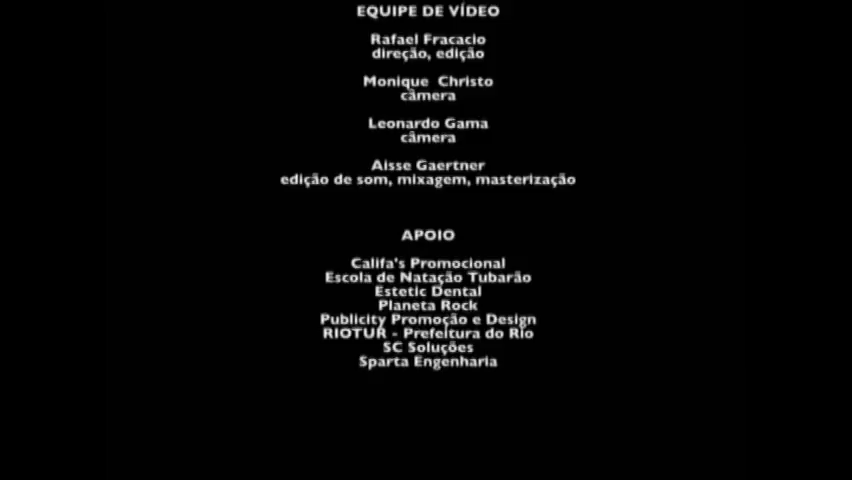 EQUIPE DE VÍDEO
Rafael Fracacio
direção, edição
Monique Christo
câmera
Leonardo Gama
câmera
Aisse Gaertner
edição de som, mixagem, masterização
APOIO
Califa's Promocional
Escola de Natação Tubarão
Estetic Dental
Planeta Rock
Publicity Promoção e Design
RIOTUR - Prefeitura do Rio
SC Soluções
Sparta Engenharia